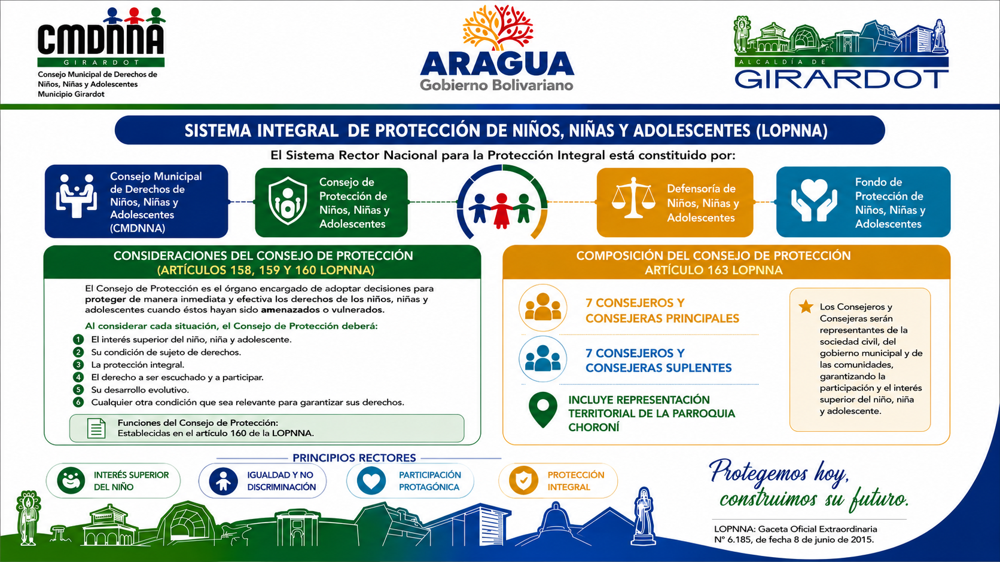 CMDNNA
GIRARDOT
Consejo Municipal de Derechos de
Niños, Niñas y Adolescentes
Municipio Girardot
ARAGUA
Gobierno Bolivariano
ALCALDÍA DE
GIRARDOT
SISTEMA INTEGRAL DE PROTECCIÓN DE NIÑOS, NIÑAS Y ADOLESCENTES (LOPNNA)
El Sistema Rector Nacional para la Protección Integral está constituido por:
Consejo Municipal
de Derechos de
Niños, Niñas y
Adolescentes
(CMDNNA)
Consejo de
Protección de
Niños, Niñas y
Adolescentes
Defensoría de
Niños, Niñas y
Adolescentes
Fondo de
Protección de
Niños, Niñas y
Adolescentes
CONSIDERACIONES DEL CONSEJO DE PROTECCIÓN
(ARTÍCULOS 158, 159 Y 160 LOPNNA)
El Consejo de Protección es el órgano encargado de adoptar decisiones para
proteger de manera inmediata y efectiva los derechos de los niños, niñas y
adolescentes cuando éstos hayan sido amenazados o vulnerados.
Al considerar cada situación, el Consejo de Protección deberá:
1 El interés superior del niño, niña y adolescente.
2 Su condición de sujeto de derechos.
3 La protección integral.
4 El derecho a ser escuchado y a participar.
5 Su desarrollo evolutivo.
6 Cualquier otra condición que sea relevante para garantizar sus derechos.
Funciones del Consejo de Protección:
Establecidas en el artículo 160 de la LOPNNA.
COMPOSICIÓN DEL CONSEJO DE PROTECCIÓN
ARTÍCULO 163 LOPNNA
7 CONSEJEROS Y
CONSEJERAS PRINCIPALES
7 CONSEJEROS Y
CONSEJERAS SUPLENTES
INCLUYE REPRESENTACIÓN
TERRITORIAL DE LA PARROQUIA
CHORONÍ
Los Consejeros y
Consejeras serán
representantes de la
sociedad civil, del
gobierno municipal y de
las comunidades,
garantizando la
participación y el interés
superior del niño, niña
y adolescente.
PRINCIPIOS RECTORES
INTERÉS SUPERIOR
DEL NIÑO
IGUALDAD Y NO
DISCRIMINACIÓN
PARTICIPACIÓN
PROTAGÓNICA
PROTECCIÓN
INTEGRAL
Protegemos hoy,
construimos su futuro.
LOPNNA: Gaceta Oficial Extraordinaria
N° 6.185, de fecha 8 de junio de 2015.